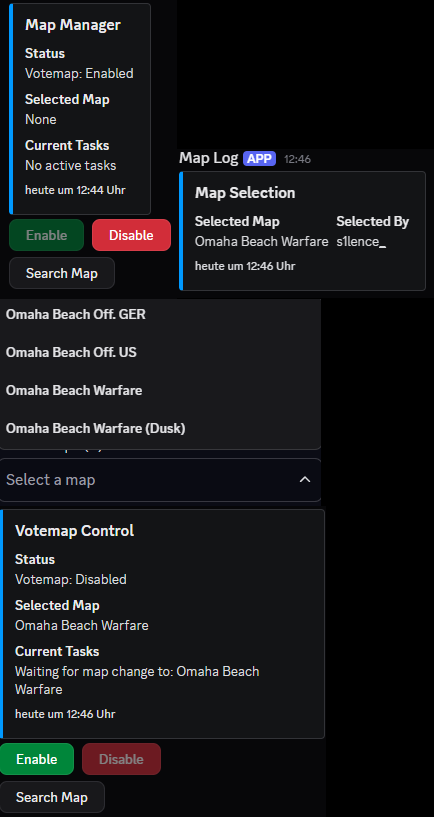 Map Manager
Status
Votemap: Enabled
Selected Map
None
Current Tasks
No active tasks
heute um 12:44 Uhr
Enable Disable
Search Map
Map Log APP 12:46
Map Selection
Selected Map Selected By
Omaha Beach Warfare s1lence_
heute um 12:46 Uhr
Omaha Beach Off. GER
Omaha Beach Off. US
Omaha Beach Warfare
Omaha Beach Warfare (Dusk)
Select a map
Votemap Control
Status
Votemap: Disabled
Selected Map
Omaha Beach Warfare
Current Tasks
Waiting for map change to: Omaha Beach
Warfare
heute um 12:46 Uhr
Enable Disable
Search Map